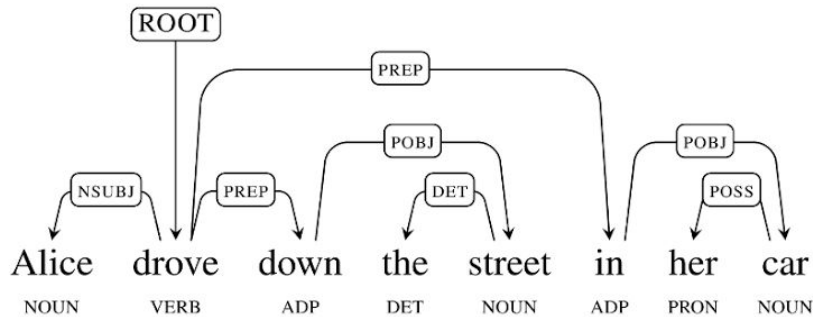 ROOT
PREP
POBJ POBJ
NSUBJ PREP DET POSS
Alice drove down the street in her car
NOUN VERB ADP DET NOUN ADP PRON NOUN